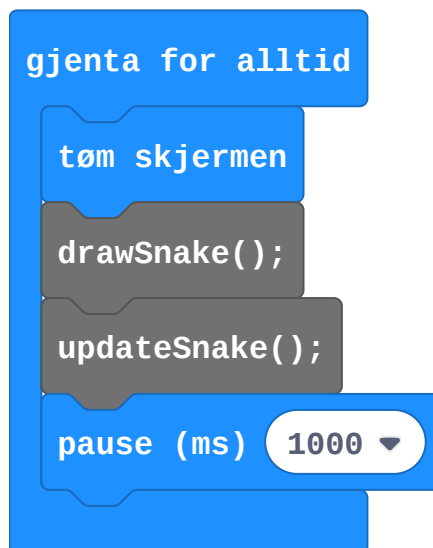 gjenta for alltid
tøm skjermen
drawSnake();
updateSnake();
pause (ms) 1000